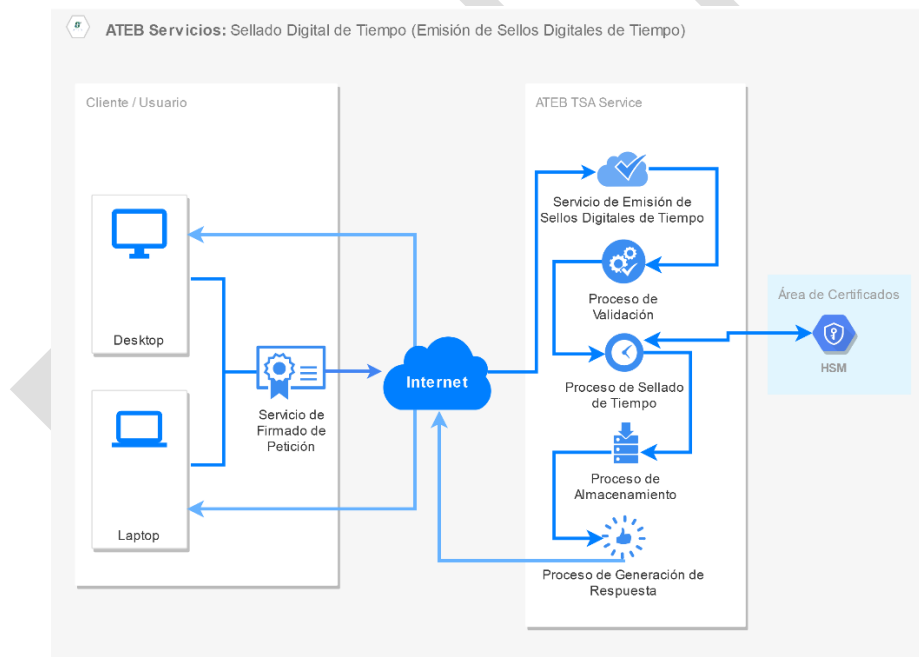 ATEB Servicios: Sellado Digital de Tiempo (Emisión de Sellos Digitales de Tiempo)
Cliente / Usuario
Desktop
Laptop
Servicio de
Firmado de
Petición
Internet
ATEB TSA Service
Servicio de Emisión de
Sellos Digitales de Tiempo
Proceso de
Validación
Proceso de Sellado
de Tiempo
Proceso de
Almacenamiento
Proceso de Generación de
Respuesta
Área de Certificados
HSM